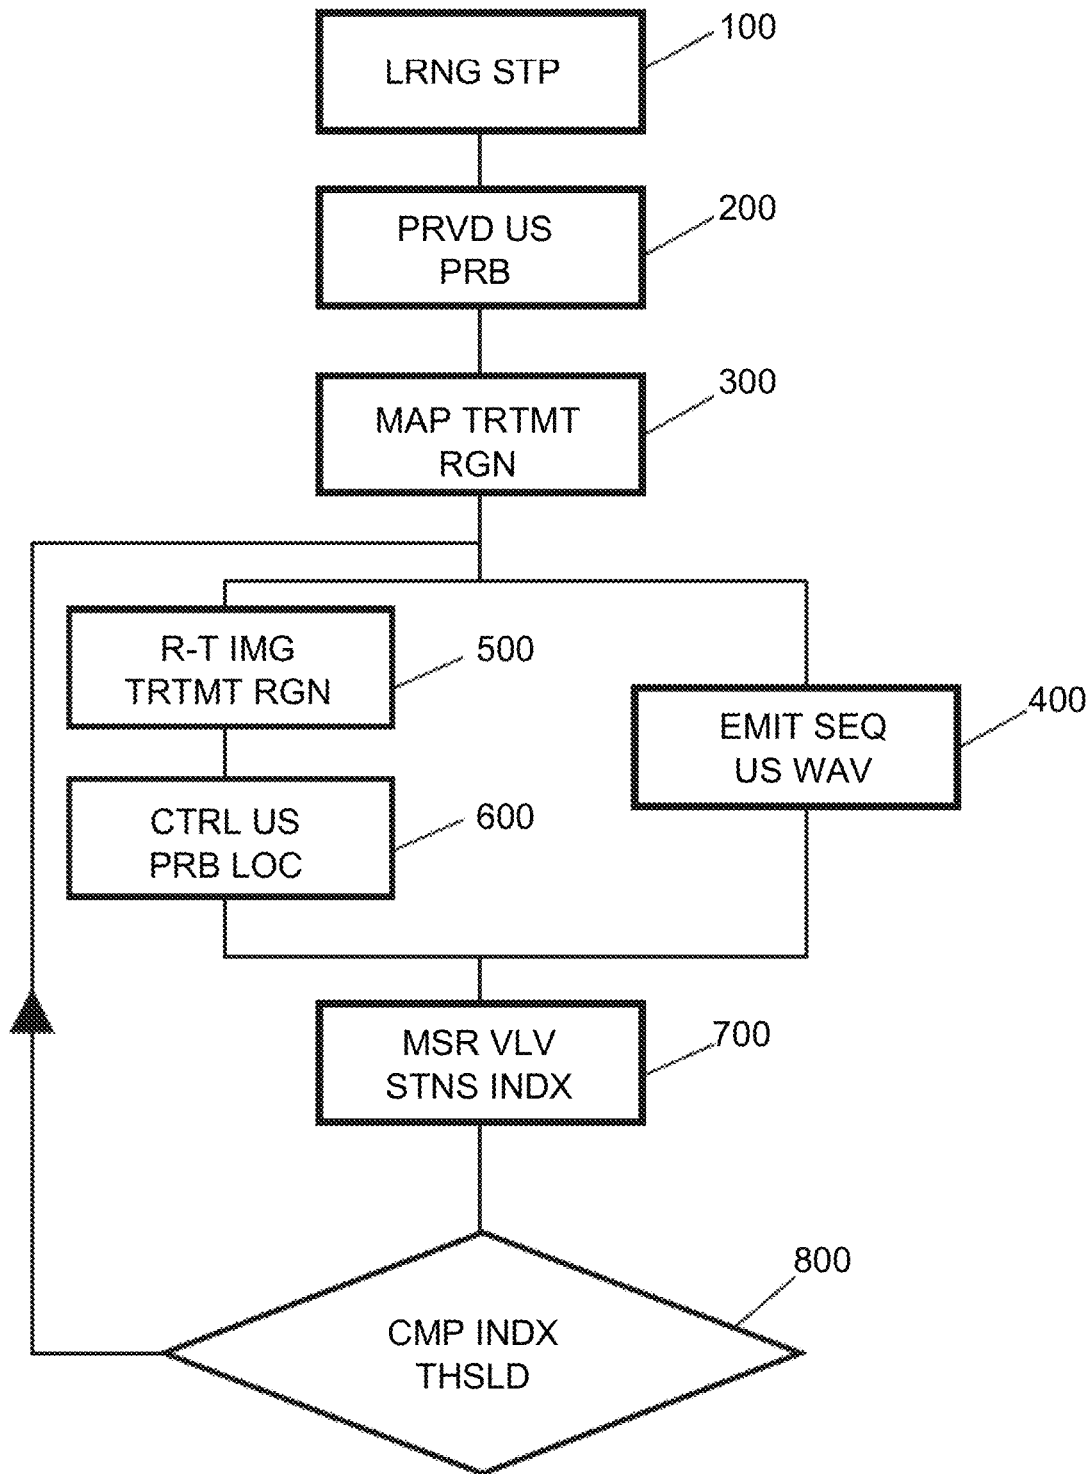 100
LRNG STP
200
PRVD US
PRB
300
MAP TRTMT
RGN
R-T IMG
TRTMT RGN
500
EMIT SEQ
US WAV
400
CTRL US
PRB LOC
600
MSR VLV
STNS INDX
700
800
CMP INDX
THSLD